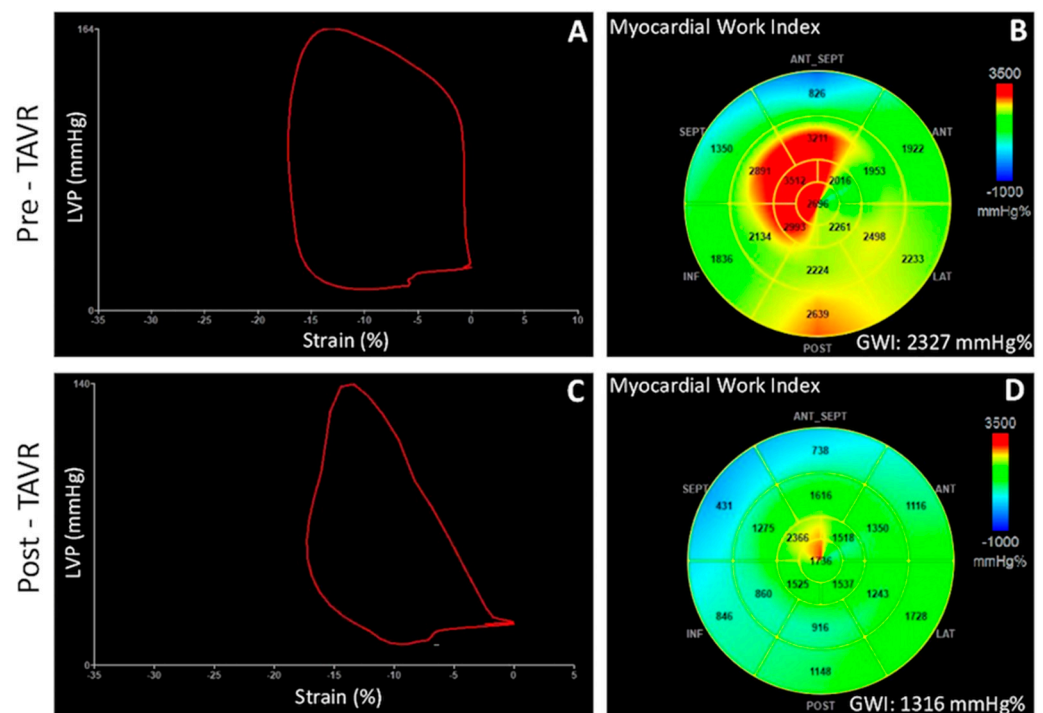 Pre - TAVR
A
164
LVP (mmHg)
0
-35
-30
-25
-20
-15
-10
-5
0
5
10
Strain (%)
Myocardial Work Index
B
ANT_SEPT
826
3500
SEPT
ANT
1350
3211
1922
2891
1953
-1000
3512
2016
mmHg%
2993
2261
2134
2498
1836
2224
2233
INF
LAT
2639
POST
GWI: 2327 mmHg%
Post - TAVR
C
140
LVP (mmHg)
0
-35
-30
-25
-20
-15
-10
-5
0
5
Strain (%)
Myocardial Work Index
D
ANT_SEPT
738
3500
SEPT
ANT
431
1616
1116
1275
1350
-1000
2366
1518
mmHg%
1736
1525
1537
860
1243
846
916
1728
INF
LAT
1148
POST
GWI: 1316 mmHg%